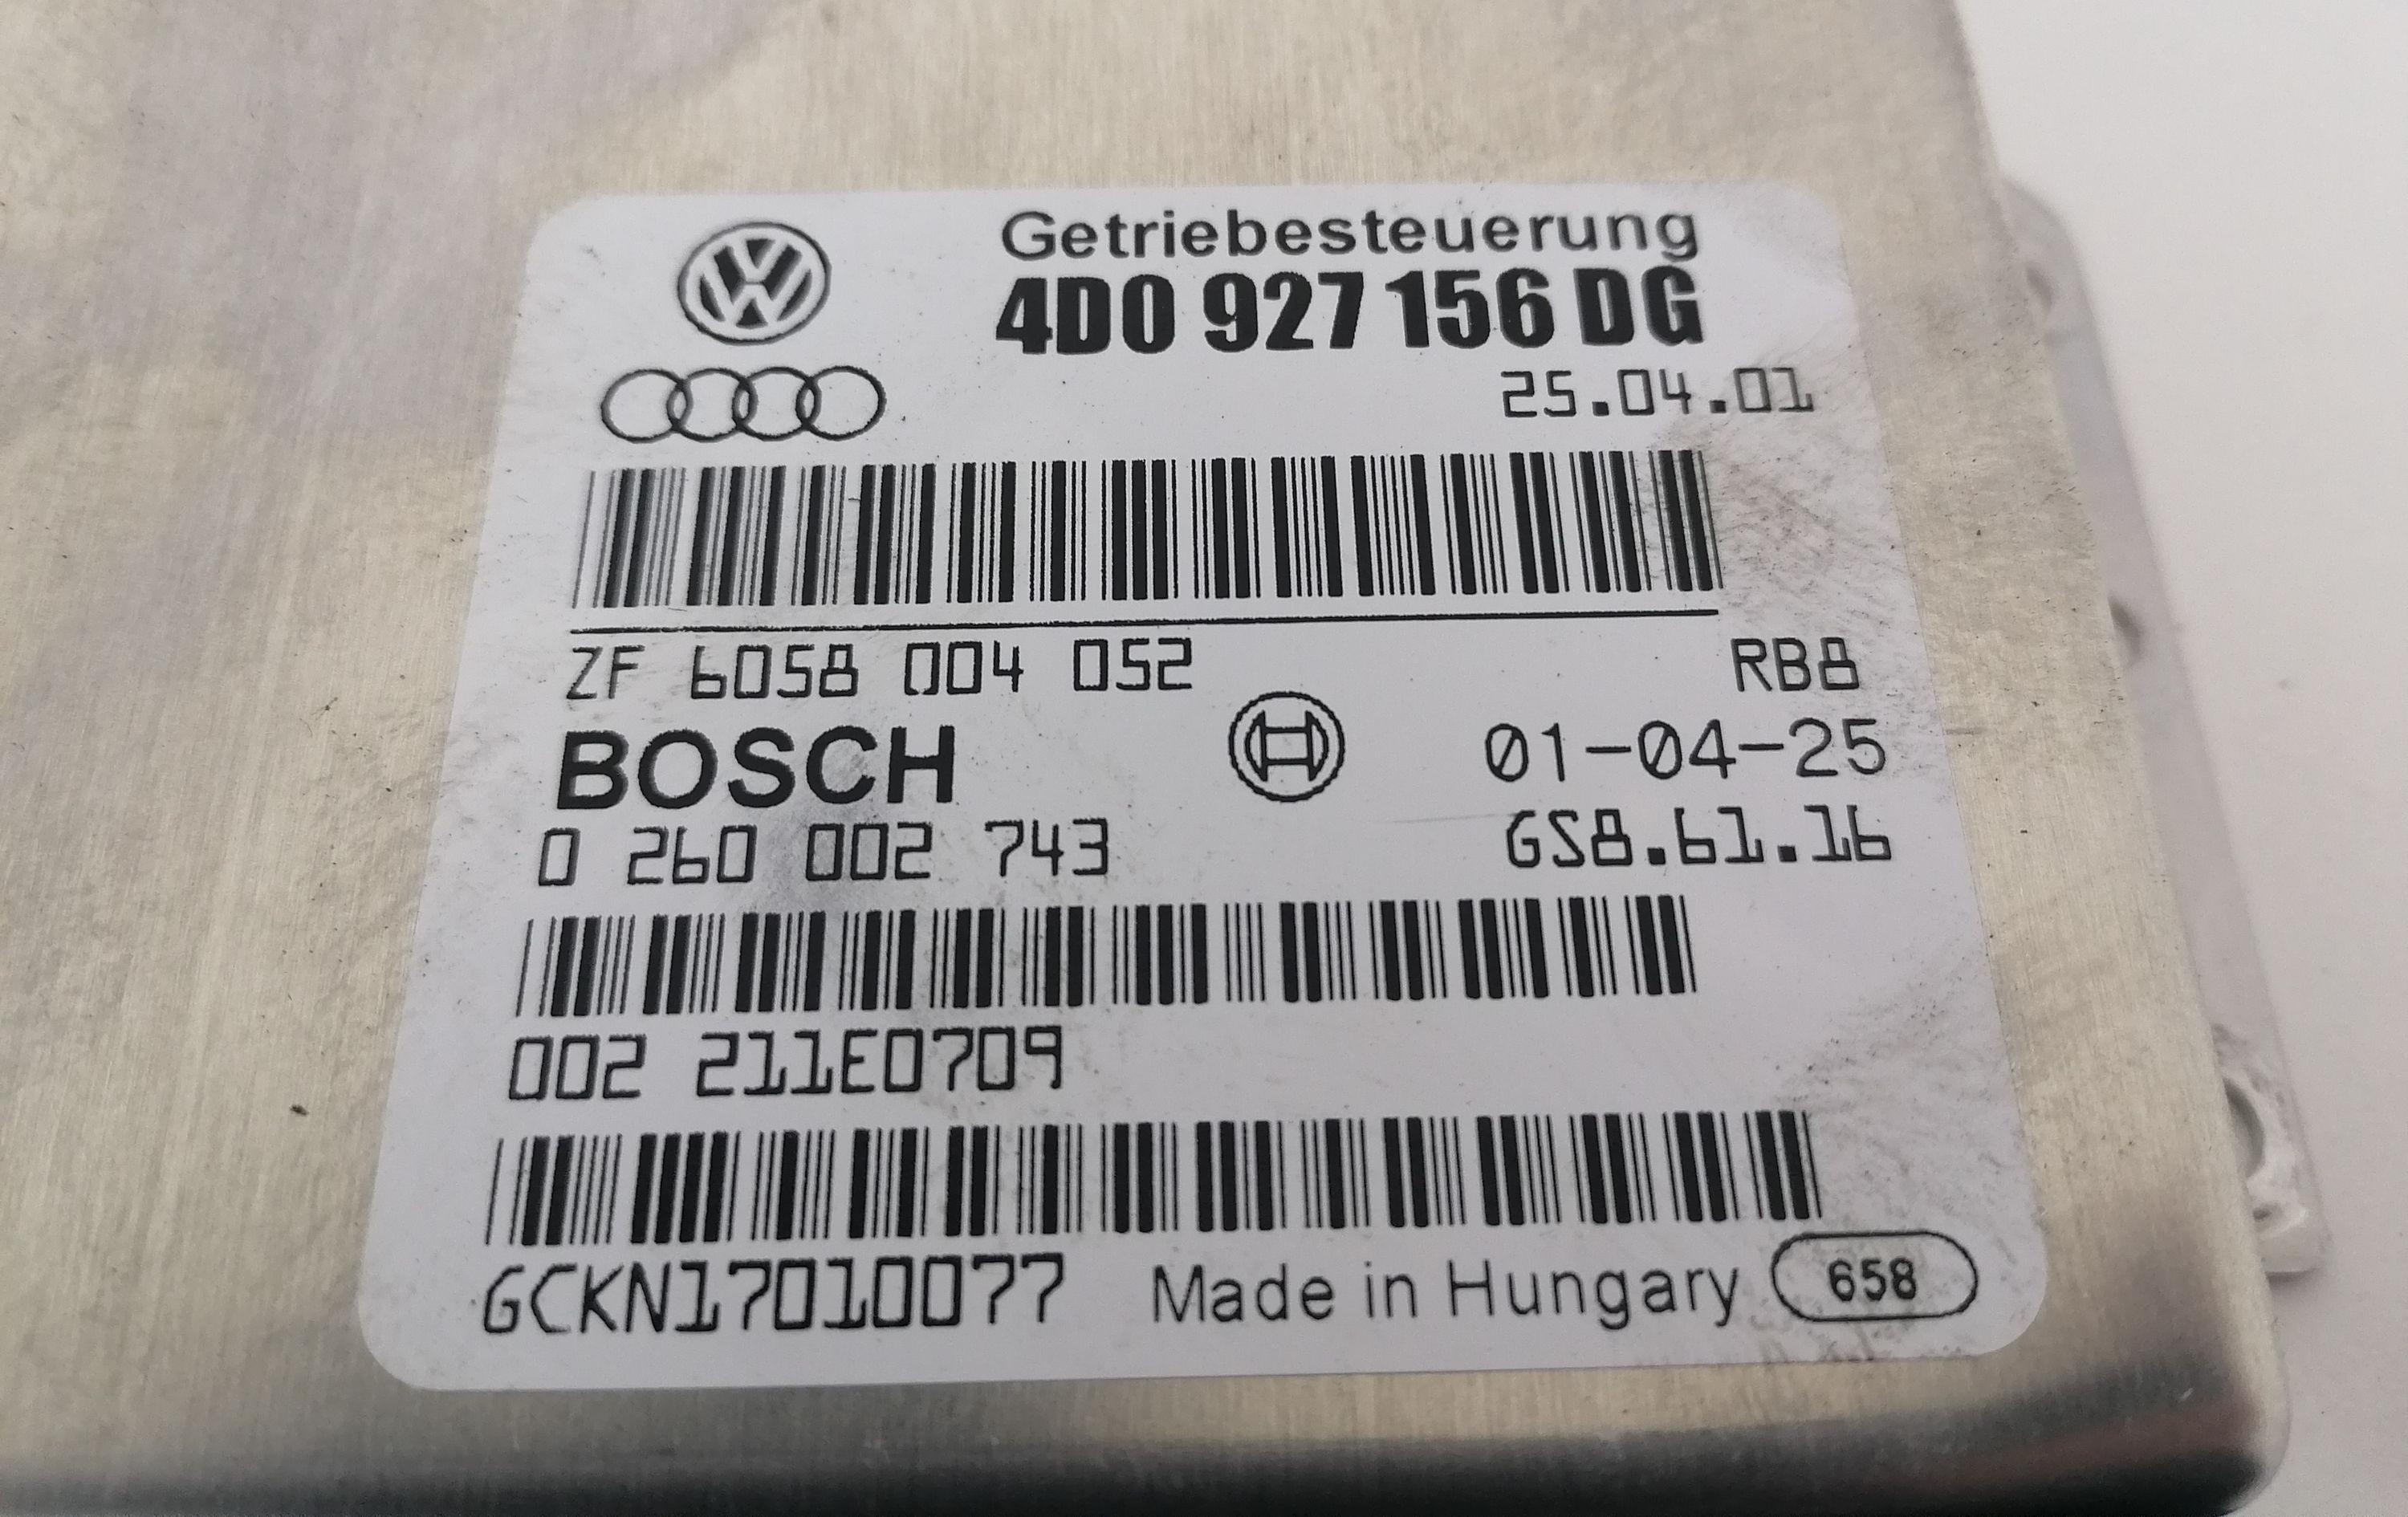 Getriebesteuerung
4D0 927 156 DG
25.04.01
ZF 6058 004 052 RB8
BOSCH 01-04-25
0 260 002 743 GS8.61.16
002 211E0709
GCKN17010077 Made in Hungary 658